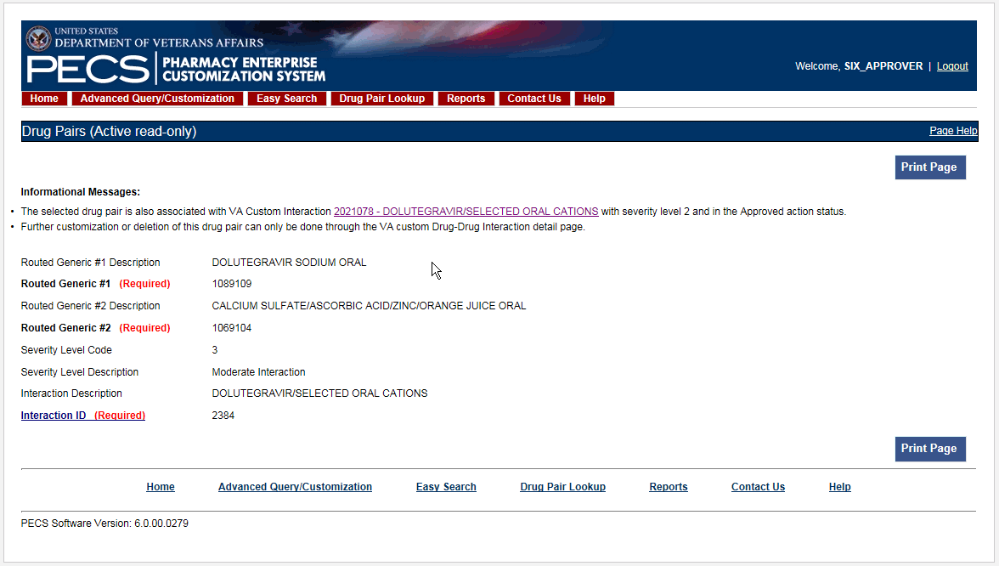 UNITED STATES
DEPARTMENT OF VETERANS AFFAIRS
PECS PHARMACY ENTERPRISE
CUSTOMIZATION SYSTEM
Welcome, SIX_APPROVER | Logout
Home Advanced Query/Customization Easy Search Drug Pair Lookup Reports Contact Us Help
Drug Pairs (Active read-only) Page Help
Print Page
Informational Messages:
• The selected drug pair is also associated with VA Custom Interaction 2021078 - DOLUTEGRAVIR/SELECTED ORAL CATIONS with severity level 2 and in the Approved action status.
• Further customization or deletion of this drug pair can only be done through the VA custom Drug-Drug Interaction detail page.
Routed Generic #1 Description DOLUTEGRAVIR SODIUM ORAL
Routed Generic #1 (Required) 1089109
Routed Generic #2 Description CALCIUM SULFATE/ASCORBIC ACID/ZINC/ORANGE JUICE ORAL
Routed Generic #2 (Required) 1069104
Severity Level Code 3
Severity Level Description Moderate Interaction
Interaction Description DOLUTEGRAVIR/SELECTED ORAL CATIONS
Interaction ID (Required) 2384
Print Page
Home Advanced Query/Customization Easy Search Drug Pair Lookup Reports Contact Us Help
PECS Software Version: 6.0.00.0279